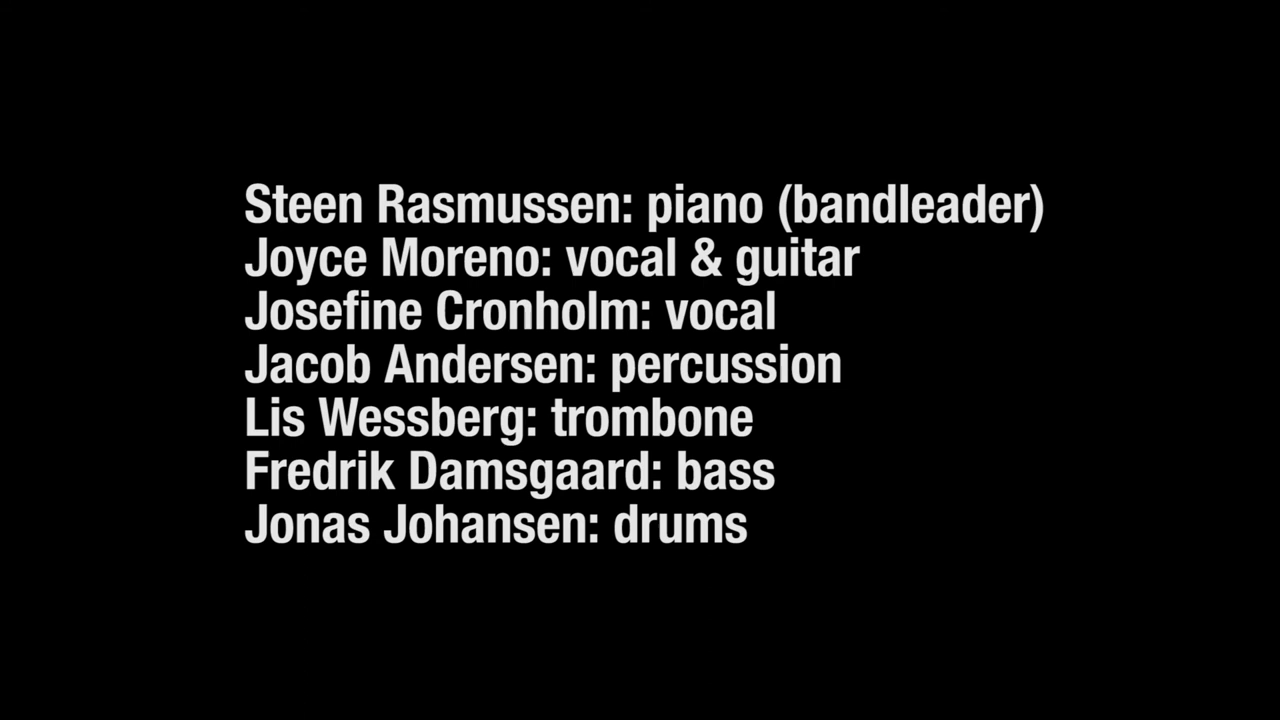 Steen Rasmussen: piano (bandleader)
Joyce Moreno: vocal & guitar
Josefine Cronholm: vocal
Jacob Andersen: percussion
Lis Wessberg: trombone
Fredrik Damsgaard: bass
Jonas Johansen: drums